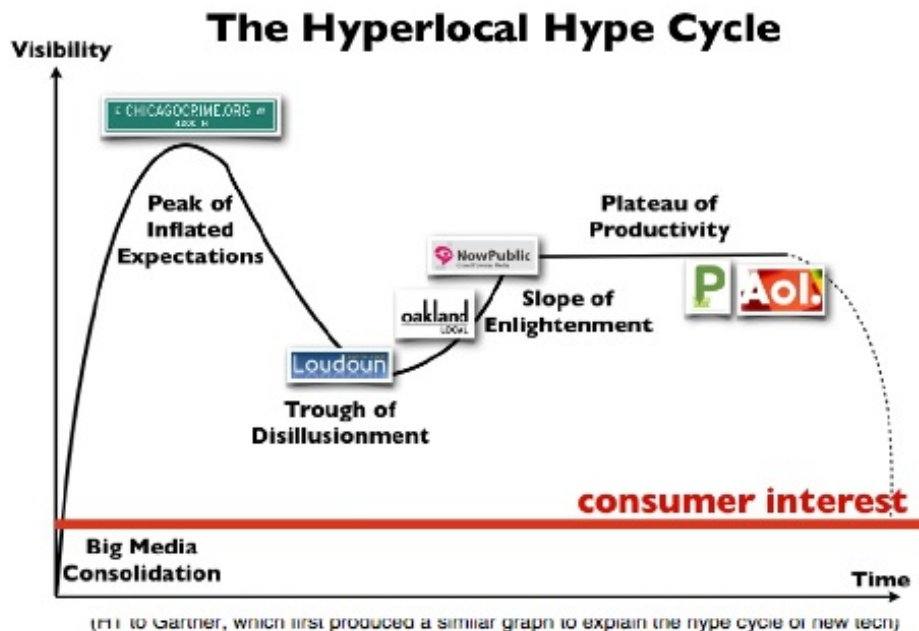 The Hyperlocal Hype Cycle
Visibility
CHICAGOCRIME.ORG
Peak of
Inflated
Expectations
Plateau of
Productivity
NowPublic
P
Aol.
Slope of
Enlightenment
oakland
LOCAL
Loudoun
Trough of
Disillusionment
consumer interest
Big Media
Consolidation
Time
(HT to Gartner, which first produced a similar graph to explain the hype cycle of new tech)